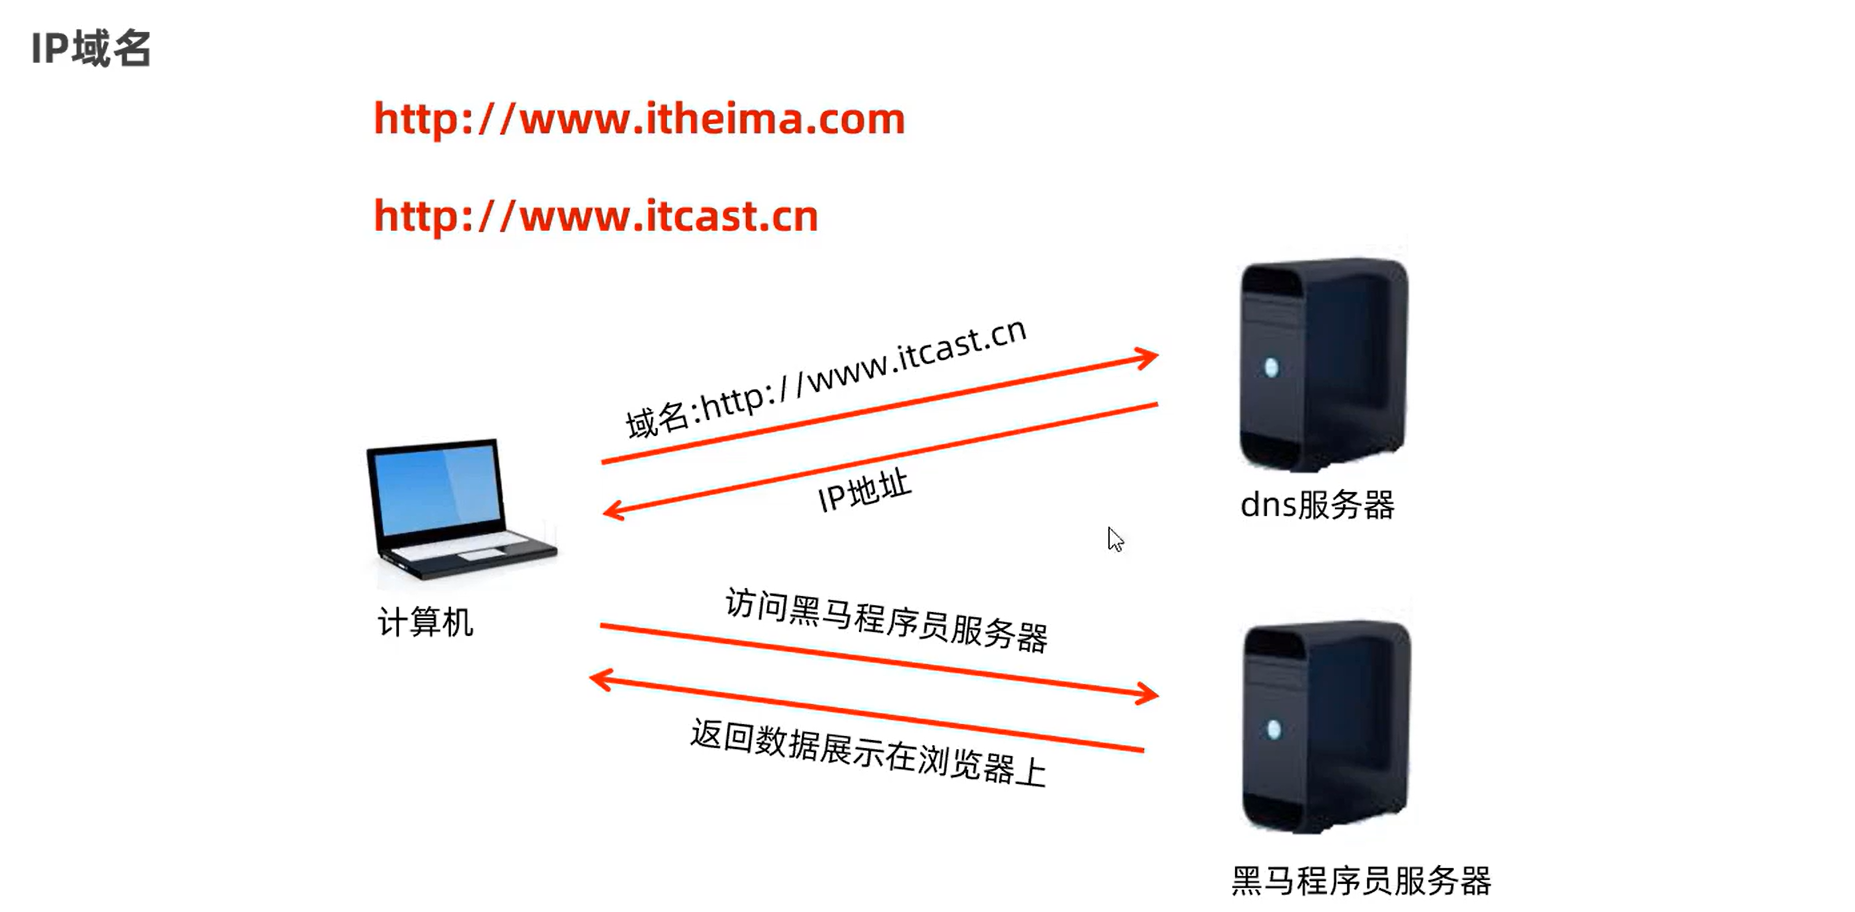 IP域名
http://www.itheima.com
http://www.itcast.cn
域名:http://www.itcast.cn
IP地址
dns服务器
计算机
访问黑马程序员服务器
返回数据展示在浏览器上
黑马程序员服务器